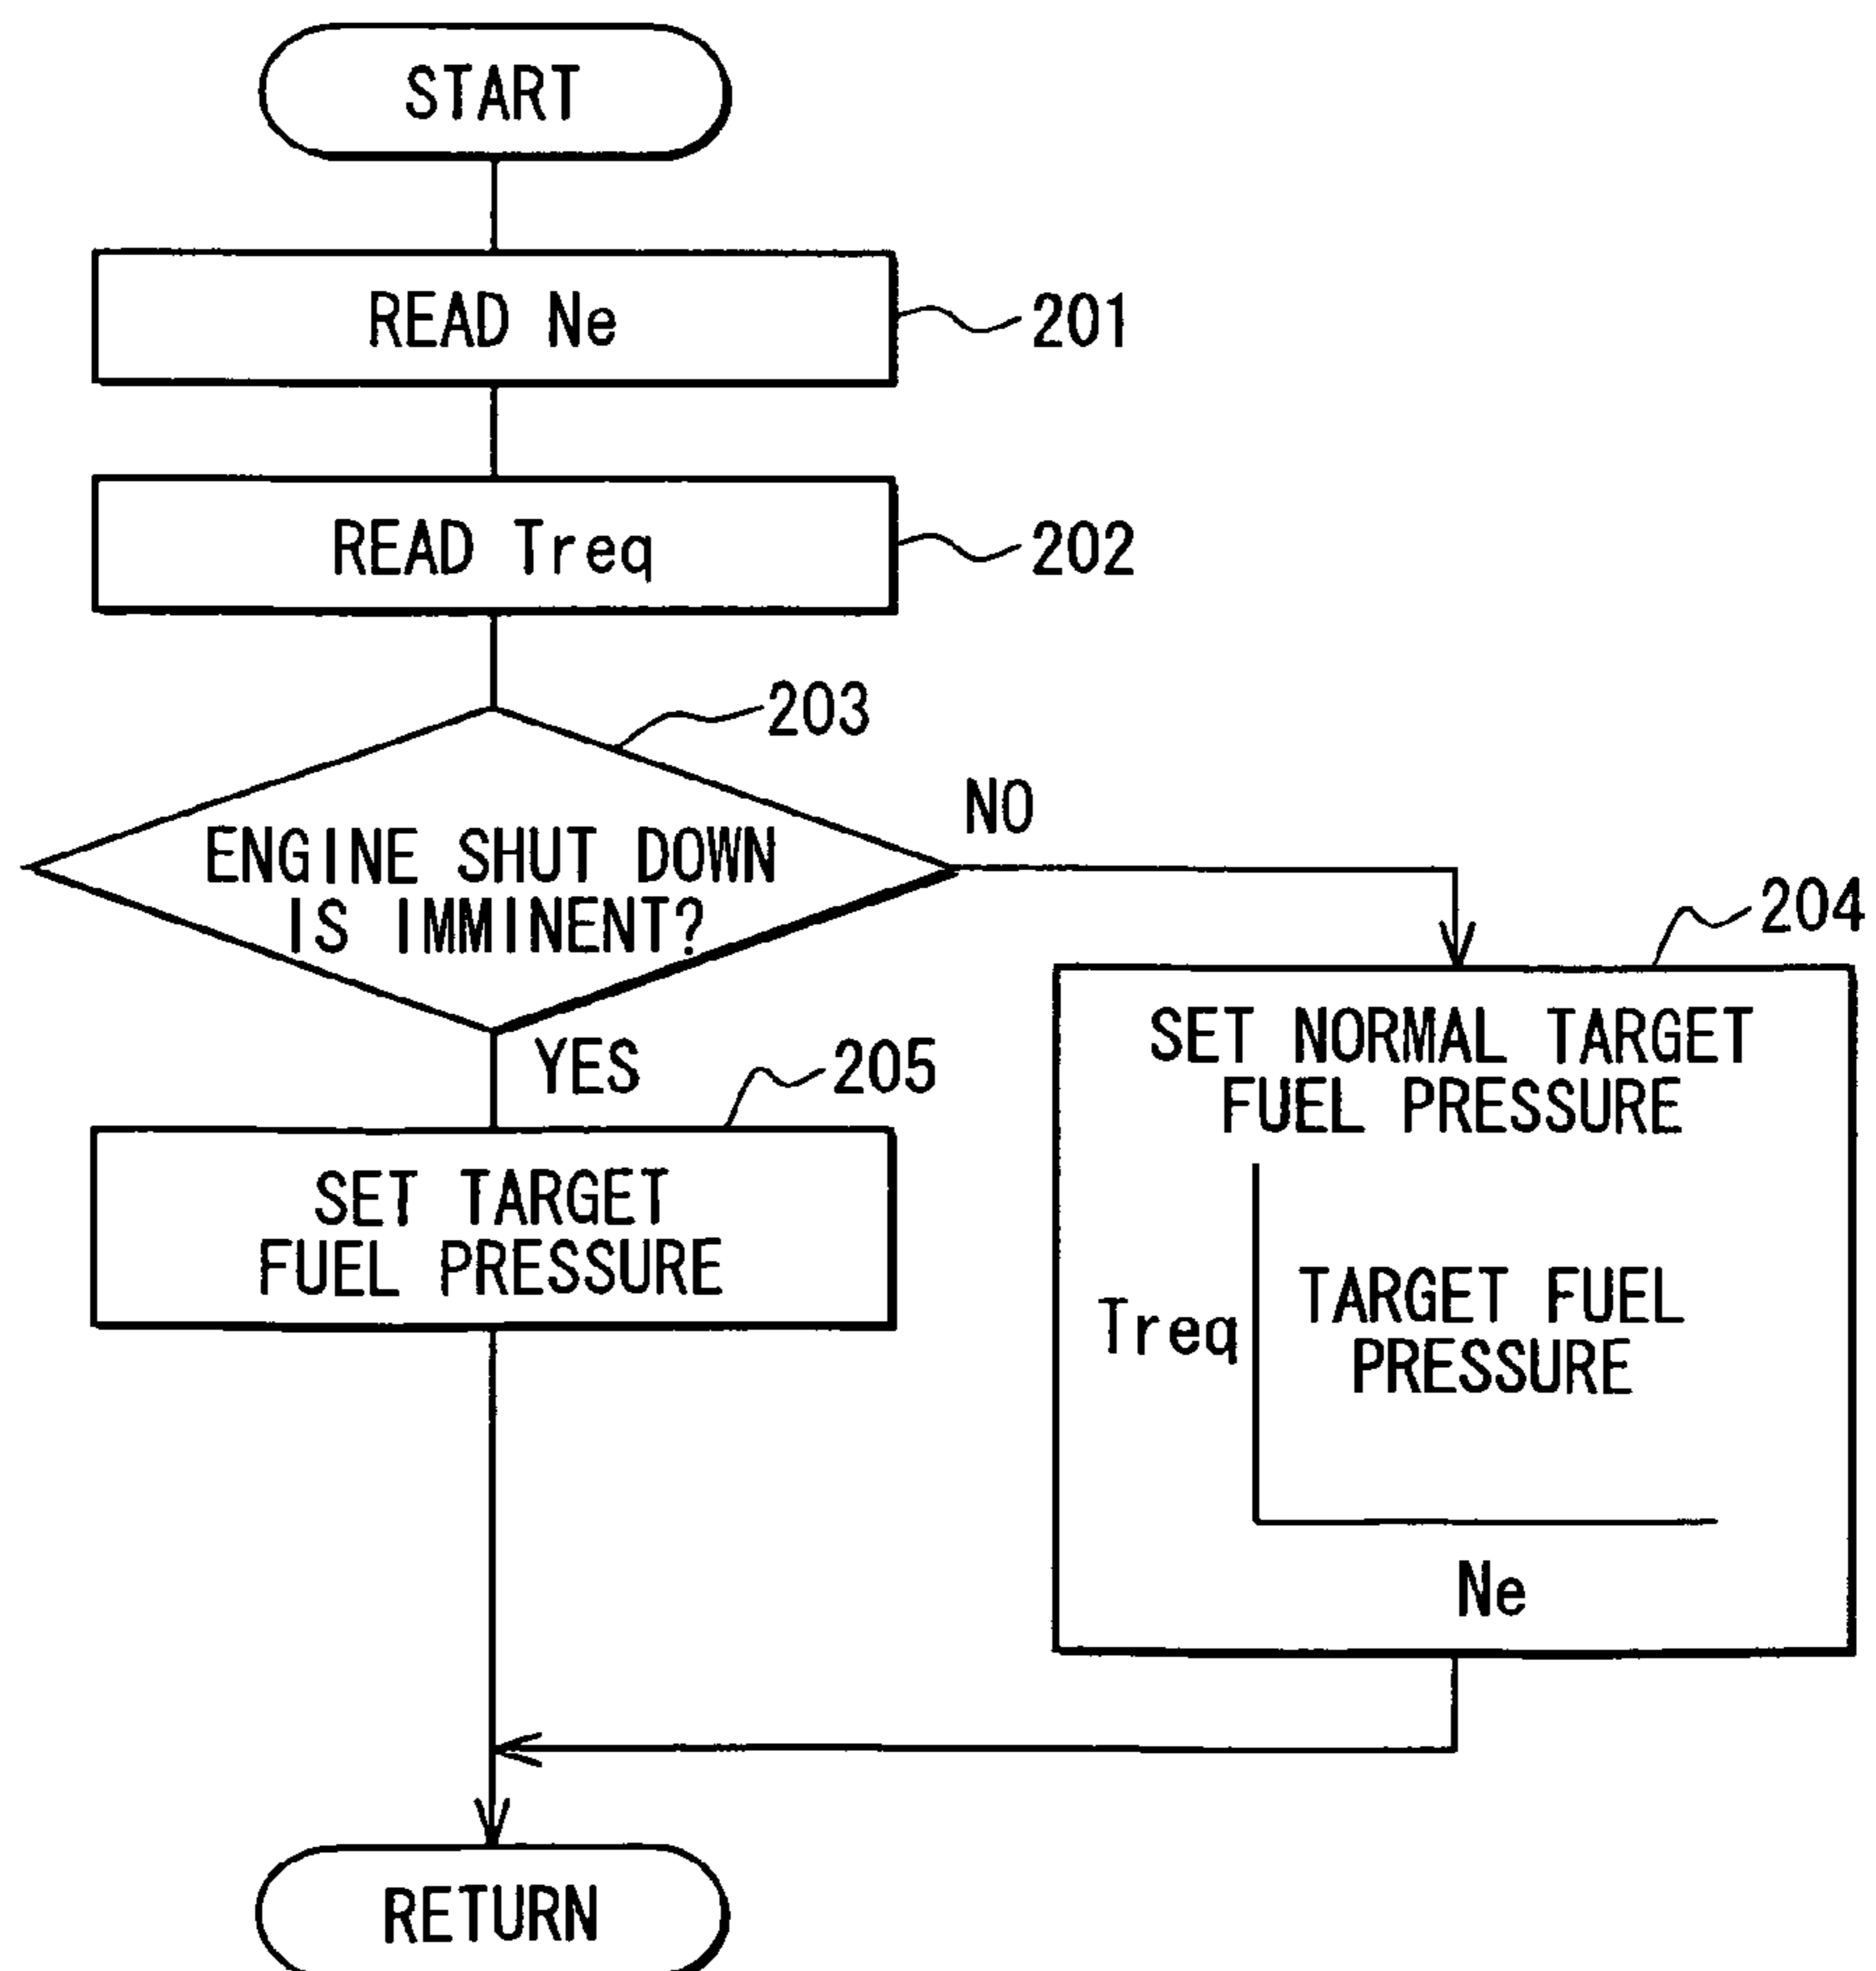 START
READ Ne
201
READ Treq
202
203
ENGINE SHUT DOWN
IS IMMINENT?
NO
YES
204
SET NORMAL TARGET
FUEL PRESSURE
Treq
TARGET FUEL
PRESSURE
Ne
205
SET TARGET
FUEL PRESSURE
RETURN